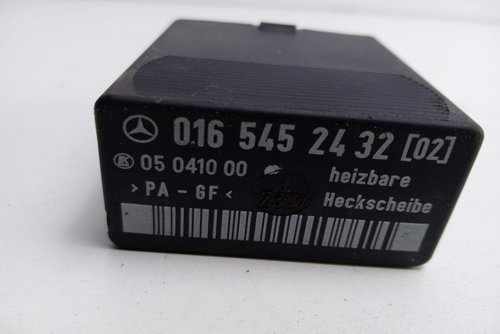 016 545 24 32 [02]
05 0410 00
heizbare
> PA - GF <
Heckscheibe